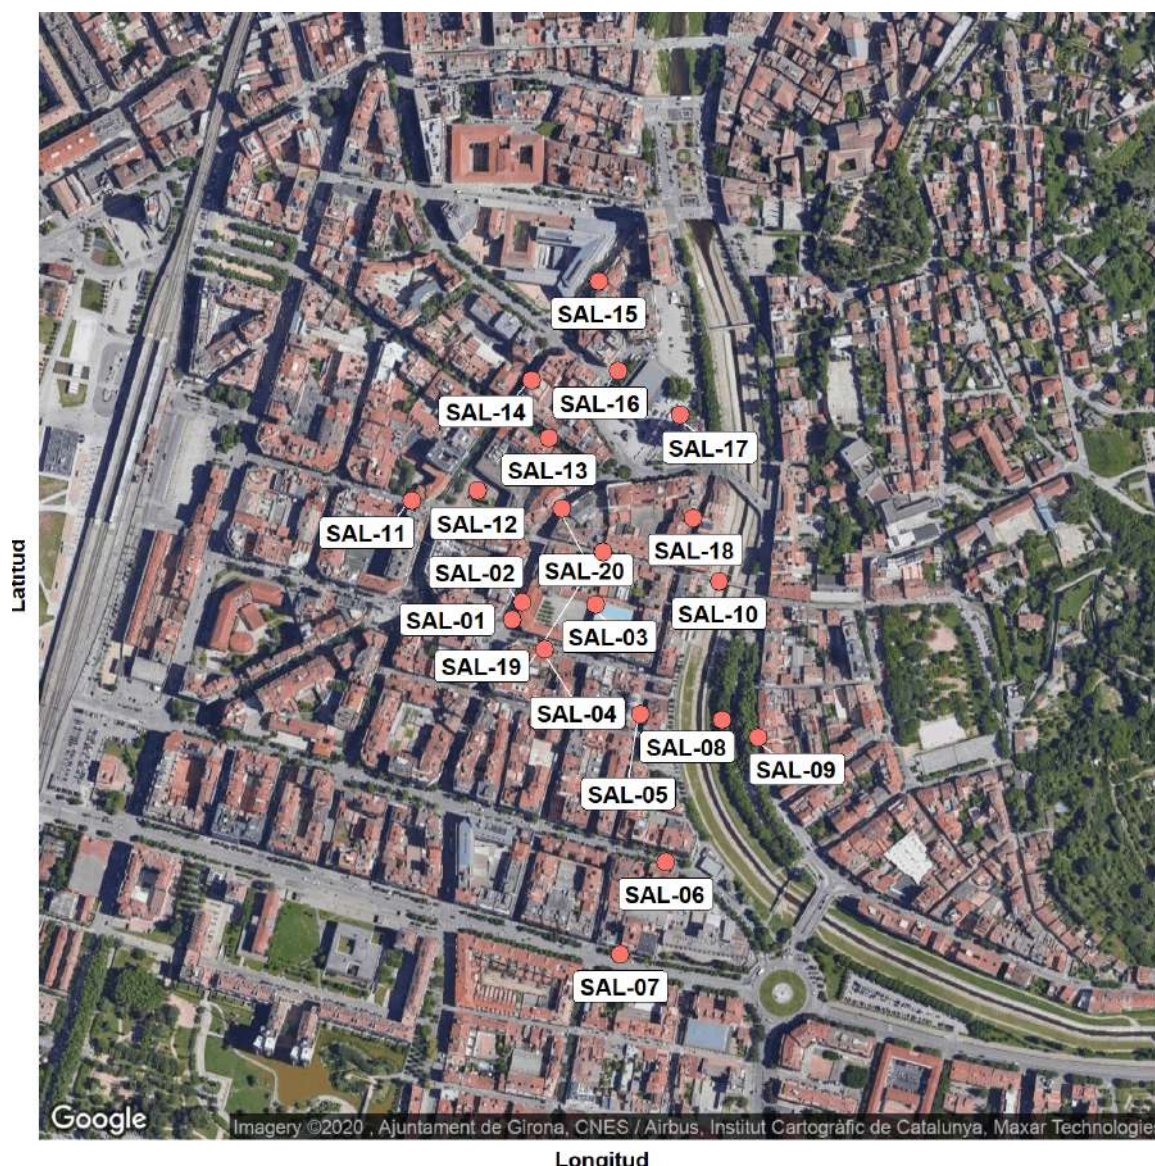 SAL-15
SAL-14
SAL-16
SAL-17
SAL-13
SAL-11
SAL-12
SAL-18
SAL-02
SAL-20
SAL-10
SAL-01
SAL-03
SAL-19
SAL-04
SAL-08
SAL-09
SAL-05
SAL-06
SAL-07
Latitud
Google
Imagery ©2020 , Ajuntament de Girona, CNES / Airbus, Institut Cartogràfic de Catalunya, Maxar Technologies
Longitud